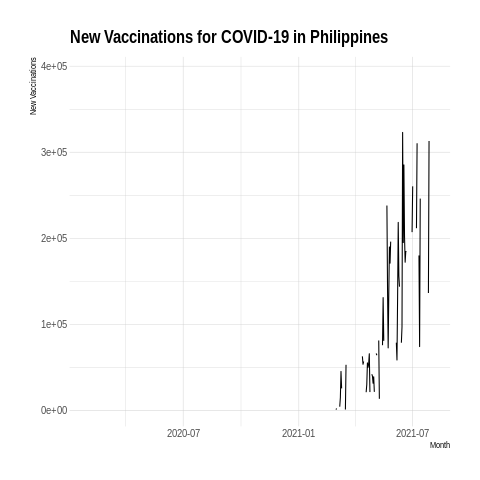 New Vaccinations for COVID-19 in Philippines
New Vaccinations
4e+05
3e+05
2e+05
1e+05
0e+00
2020-07
2021-01
2021-07
Month